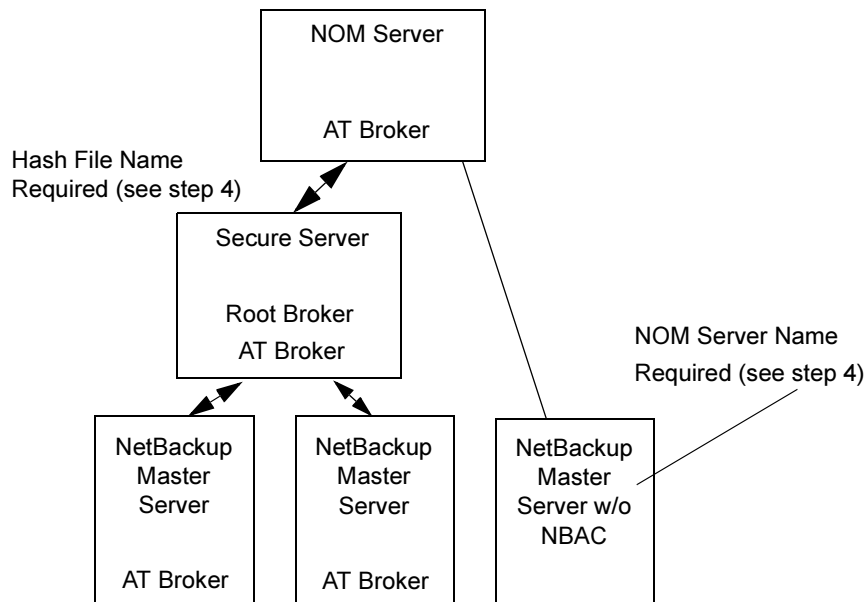 NOM Server
AT Broker
Hash File Name
Required (see step 4)
Secure Server
Root Broker
AT Broker
NOM Server Name
Required (see step 4)
NetBackup
Master
Server
AT Broker
NetBackup
Master
Server
AT Broker
NetBackup
Master
Server w/o
NBAC